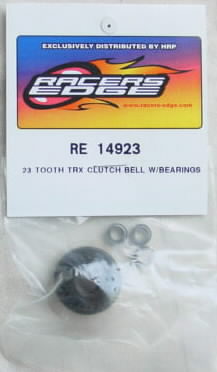 EXCLUSIVELY DISTRIBUTED BY HRP
RACERS
EDGE
www.racers-edge.com
RE 14923
23 TOOTH TRX CLUTCH BELL W/BEARINGS